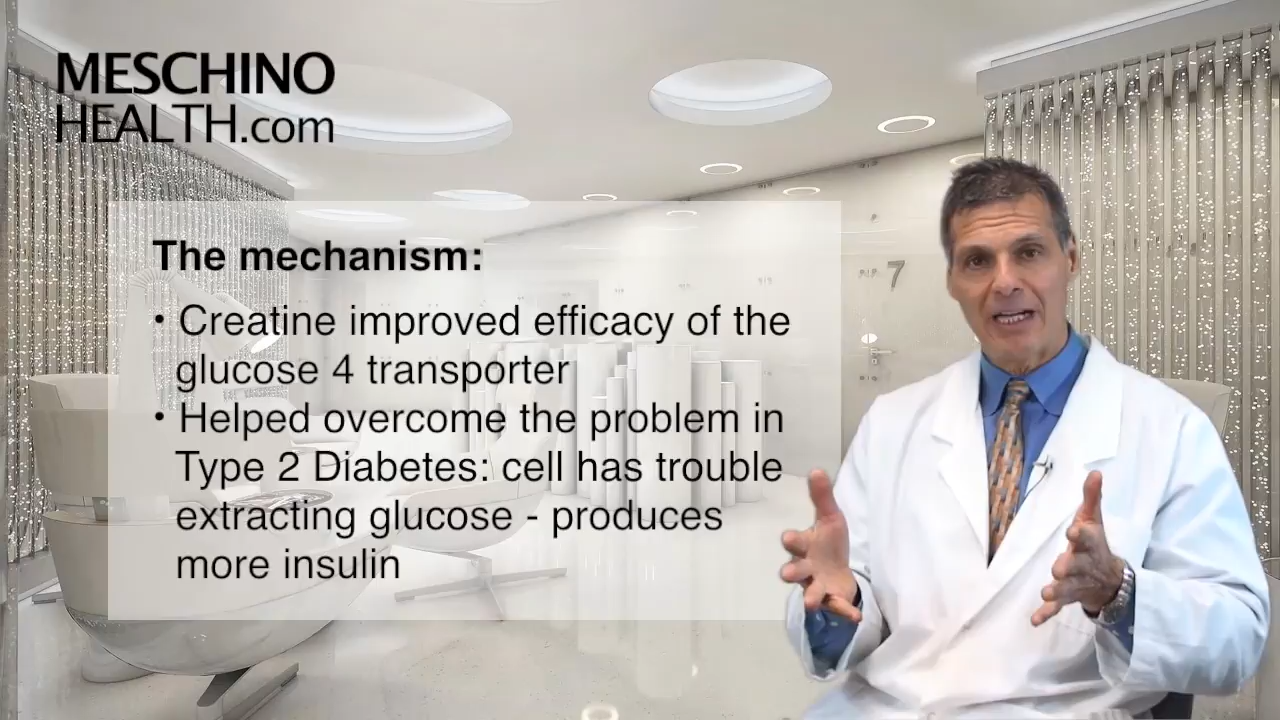 MESCHINO
HEALTH.com
The mechanism:
• Creatine improved efficacy of the
glucose 4 transporter
• Helped overcome the problem in
Type 2 Diabetes: cell has trouble
extracting glucose - produces
more insulin
7